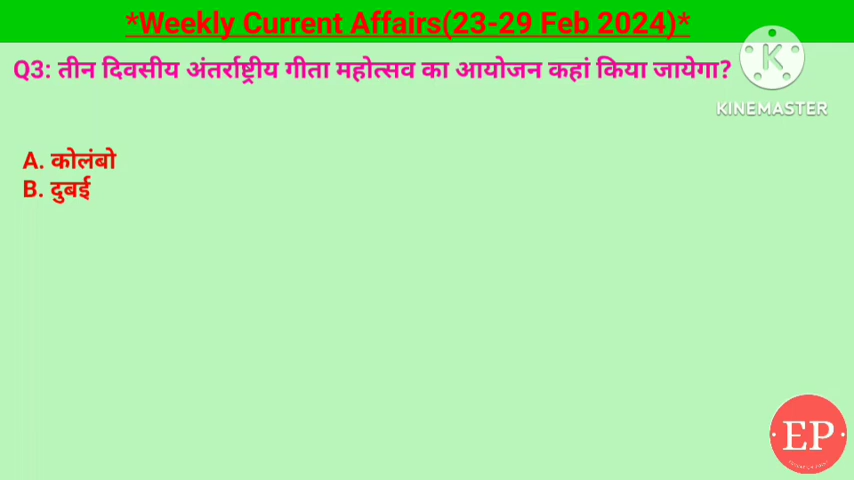 *Weekly Current Affairs(23-29 Feb 2024)*
Q3: तीन दिवसीय अंतर्राष्ट्रीय गीता महोत्सव का आयोजन कहां किया जायेगा?
KINEMASTER
A. कोलंबो
B. दुबई
EP